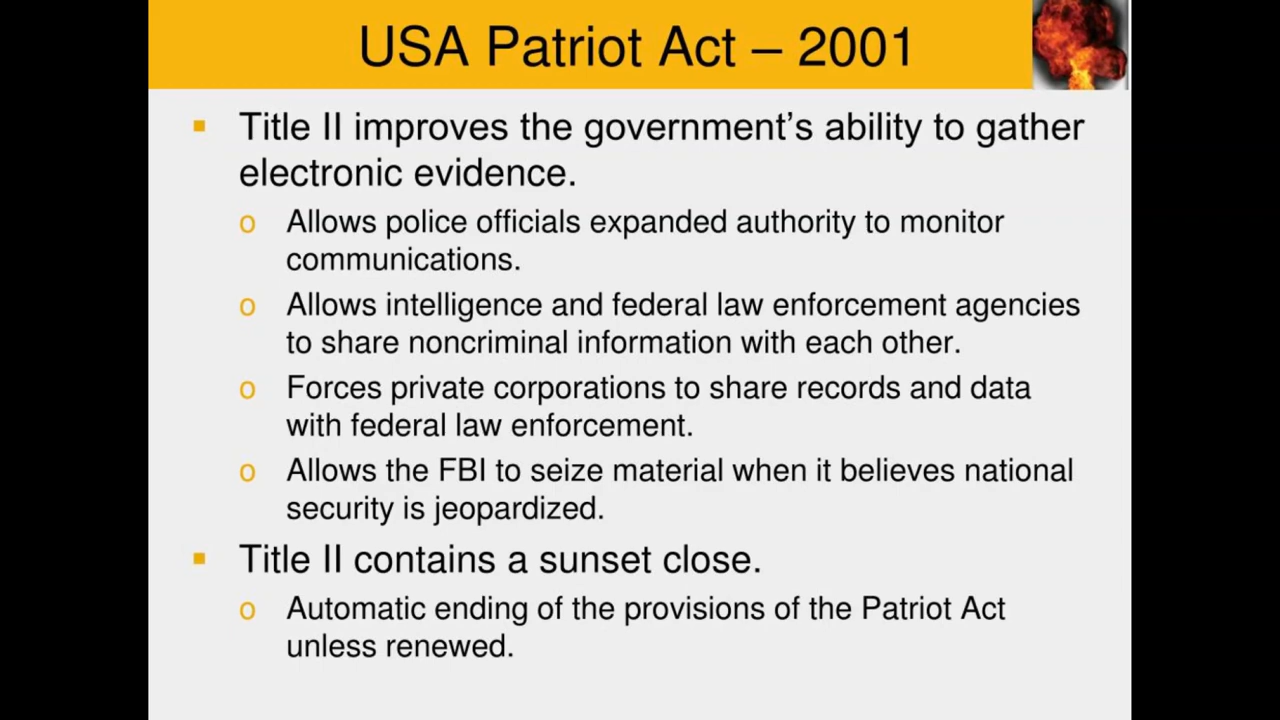 USA Patriot Act – 2001
▪ Title II improves the government’s ability to gather
electronic evidence.
o Allows police officials expanded authority to monitor
communications.
o Allows intelligence and federal law enforcement agencies
to share noncriminal information with each other.
o Forces private corporations to share records and data
with federal law enforcement.
o Allows the FBI to seize material when it believes national
security is jeopardized.
▪ Title II contains a sunset close.
o Automatic ending of the provisions of the Patriot Act
unless renewed.